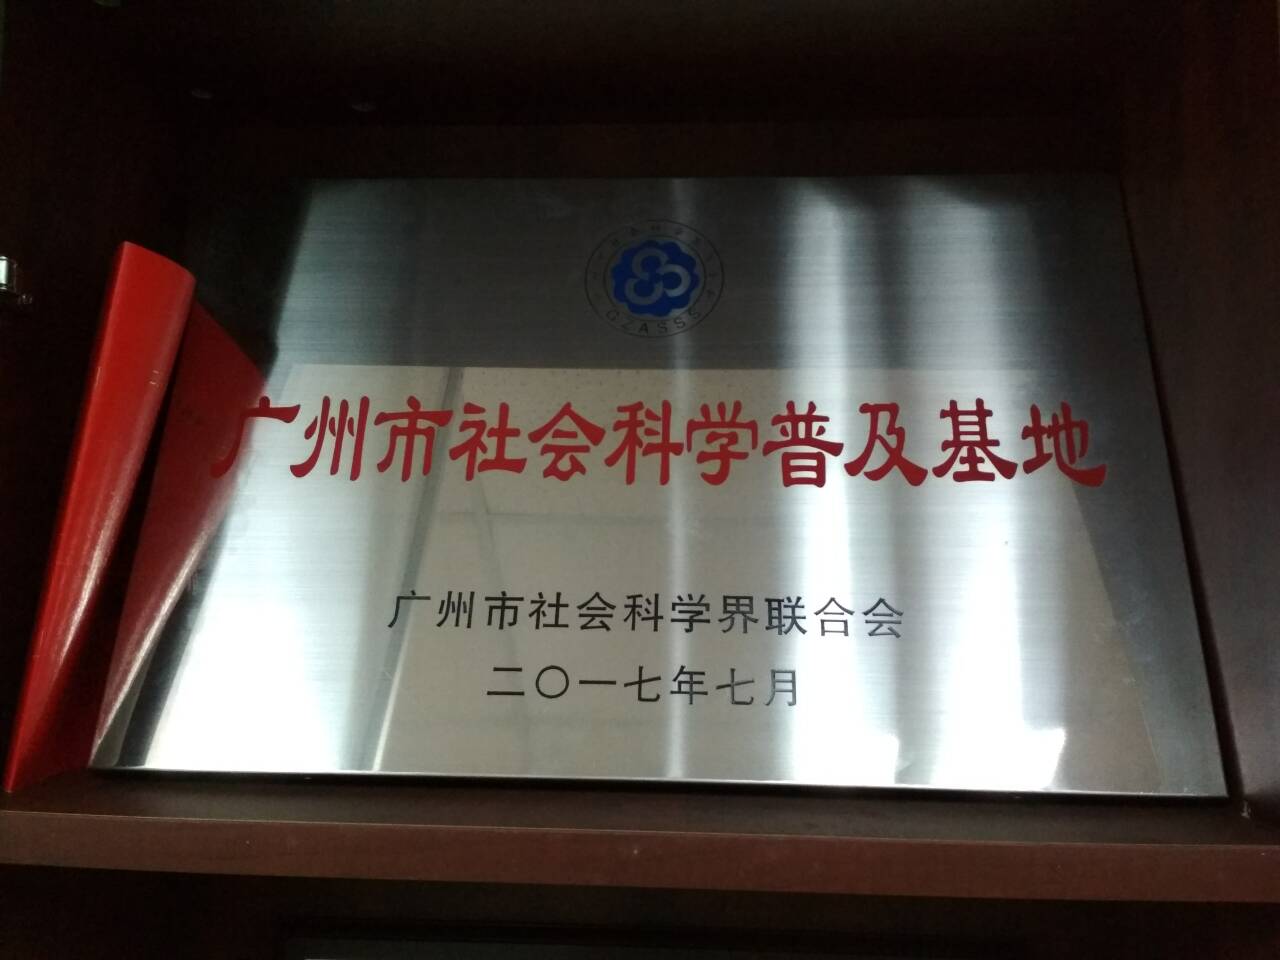 GZASSS
广州市社会科学普及基地
广州市社会科学界联合会
二〇一七年七月